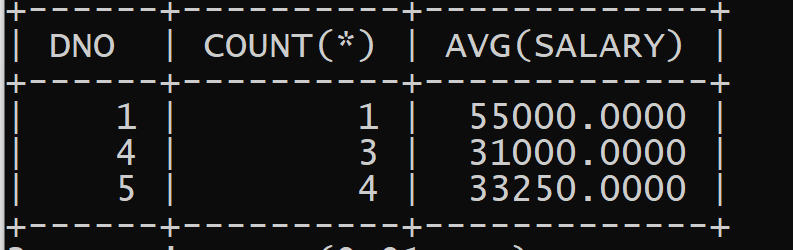 +------+----------+-------------+
| DNO  | COUNT(*) | AVG(SALARY) |
+------+----------+-------------+
|    1 |        1 |  55000.0000 |
|    4 |        3 |  31000.0000 |
|    5 |        4 |  33250.0000 |
+------+----------+-------------+